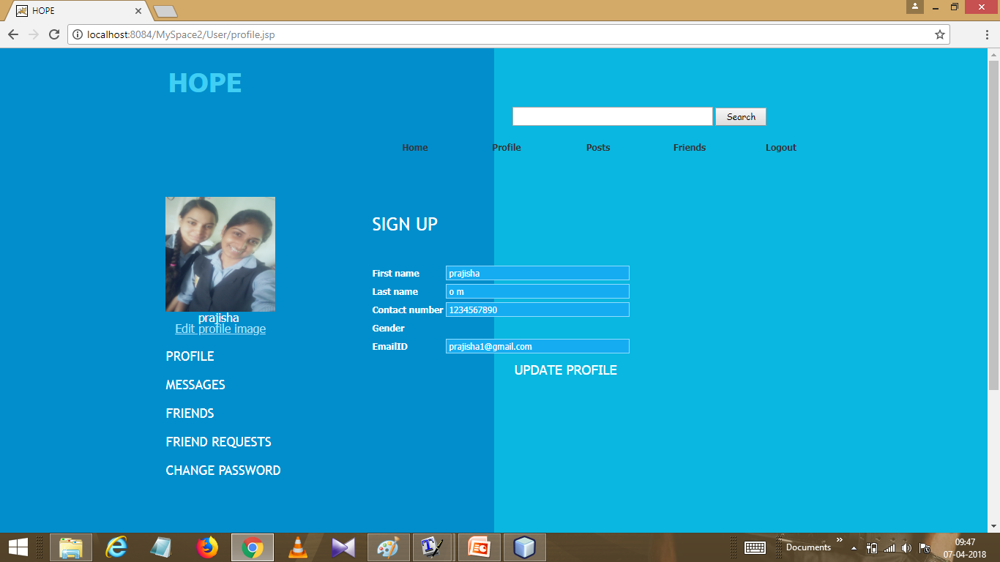 HOPE
localhost:8084/MySpace2/User/profile.jsp
HOPE
Search
Home Profile Posts Friends Logout
prajisha
Edit profile image
PROFILE
MESSAGES
FRIENDS
FRIEND REQUESTS
CHANGE PASSWORD
SIGN UP
First name prajisha
Last name o m
Contact number 1234567890
Gender
EmailID prajisha1@gmail.com
UPDATE PROFILE
Documents
09:47
07-04-2018